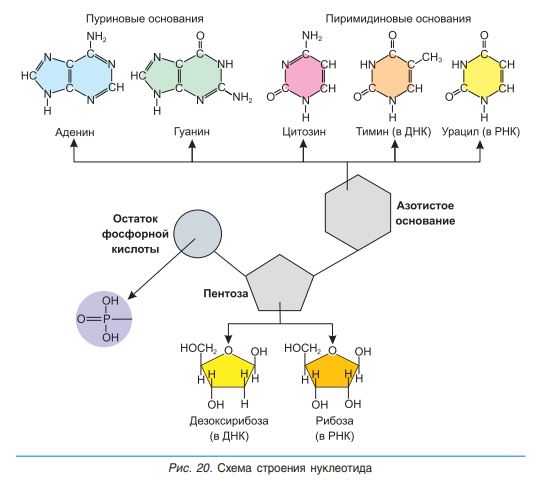 Пуриновые основания
Пиримидиновые основания
NH₂
N
C
C
N
HC
C
CH
N
N
H
O
C
N
C
NH
HC
C
C
N
N
NH₂
H
NH₂
C
N
CH
C
CH
O
N
H
O
C
HN
C
CH₃
C
CH
O
N
H
O
C
HN
CH
C
CH
O
N
H
Аденин
Гуанин
Цитозин
Тимин (в ДНК)
Урацил (в РНК)
Азотистое
основание
Остаток
фосфорной
кислоты
Пентоза
OH
O=P—
OH
HOCH₂
O
OH
H
H
H
H
H
OH
H
HOCH₂
O
OH
H
H
H
H
OH
OH
Дезоксирибоза
(в ДНК)
Рибоза
(в РНК)
Рис. 20. Схема строения нуклеотида